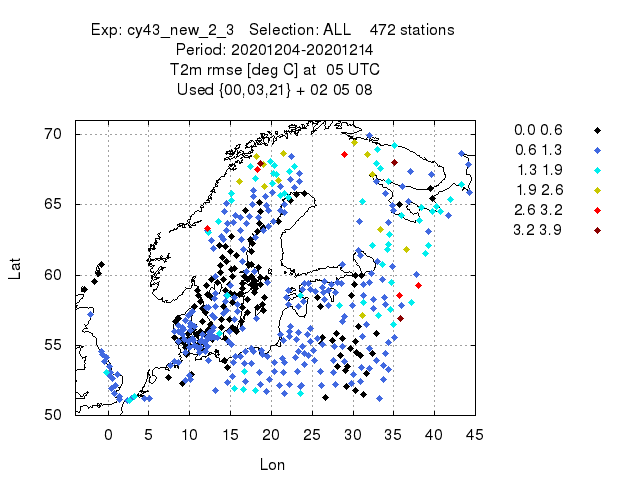 Exp: cy43_new_2_3 Selection: ALL 472 stations
Period: 20201204-20201214
T2m rmse [deg C] at 05 UTC
Used {00,03,21} + 02 05 08
70
65
60
55
50
Lat
0 5 10 15 20 25 30 35 40 45
Lon
0.0 0.6
0.6 1.3
1.3 1.9
1.9 2.6
2.6 3.2
3.2 3.9